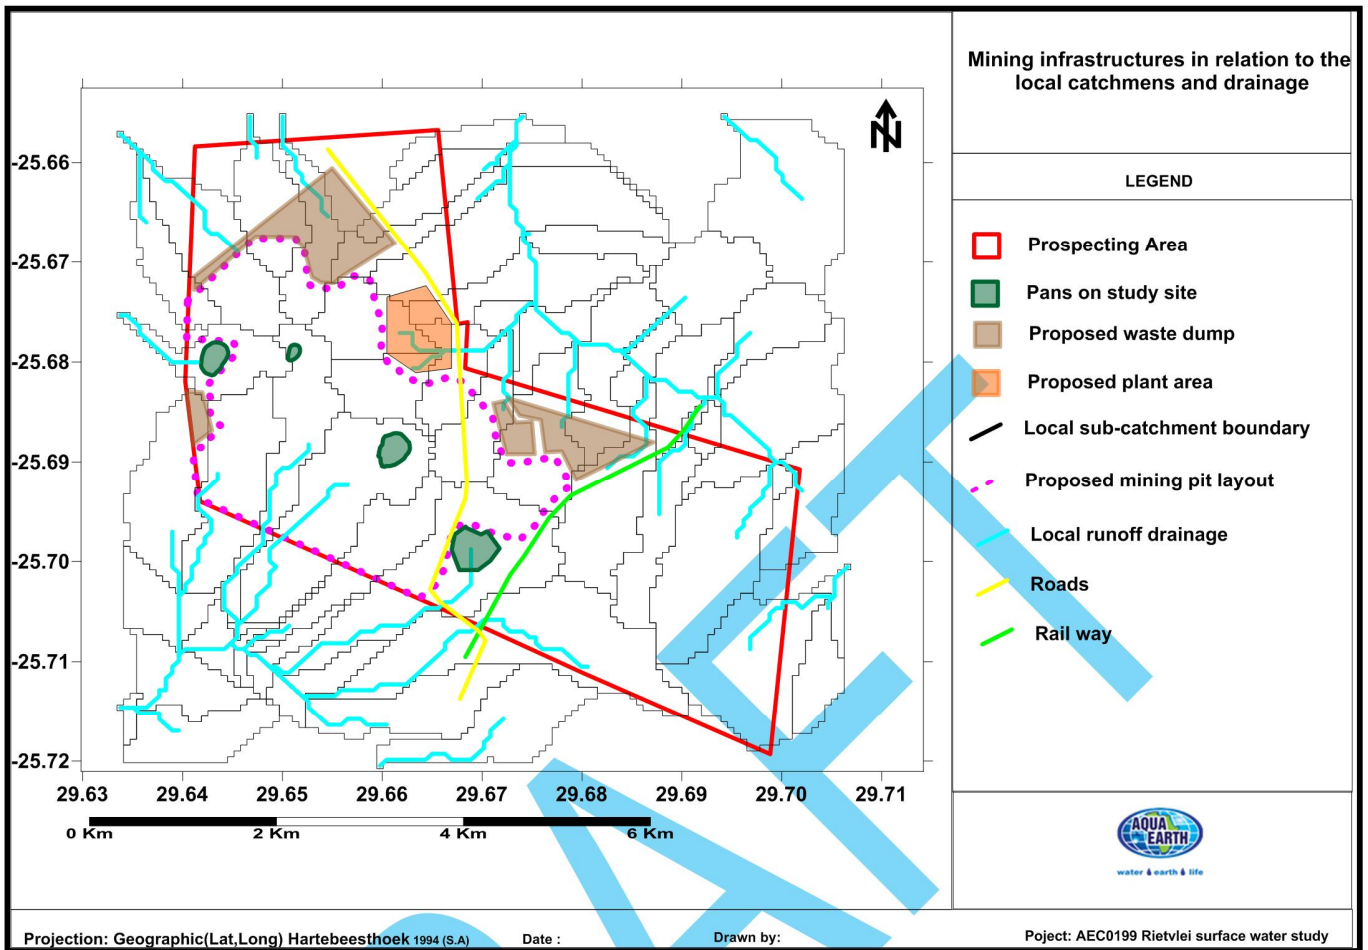 Mining infrastructures in relation to the
local catchmens and drainage
LEGEND
Prospecting Area
Pans on study site
Proposed waste dump
Proposed plant area
Local sub-catchment boundary
Proposed mining pit layout
Local runoff drainage
Roads
Rail way
N
-25.66
-25.67
-25.68
-25.69
-25.70
-25.71
-25.72
29.63 29.64 29.65 29.66 29.67 29.68 29.69 29.70 29.71
0 Km 2 Km 4 Km 6 Km
AQUA
EARTH
water earth life
Projection: Geographic(Lat,Long) Hartebeesthoek 1994 (S.A) Date : Drawn by: Poject: AEC0199 Rietvlei surface water study